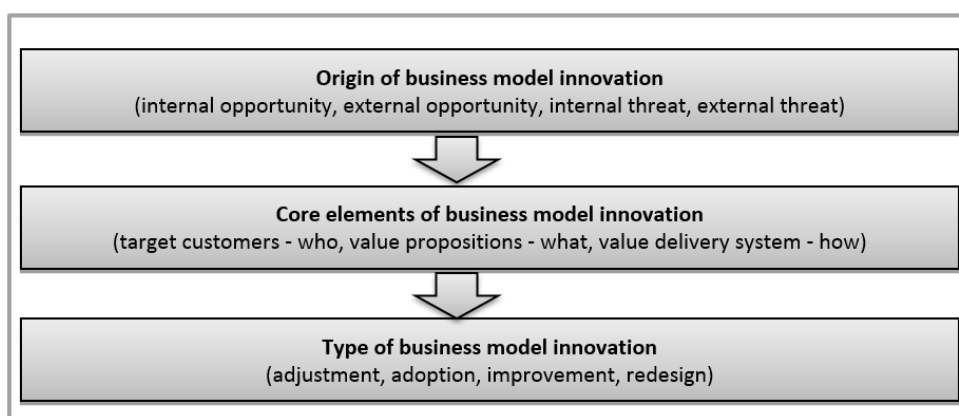 Origin of business model innovation
(internal opportunity, external opportunity, internal threat, external threat)
Core elements of business model innovation
(target customers - who, value propositions - what, value delivery system - how)
Type of business model innovation
(adjustment, adoption, improvement, redesign)